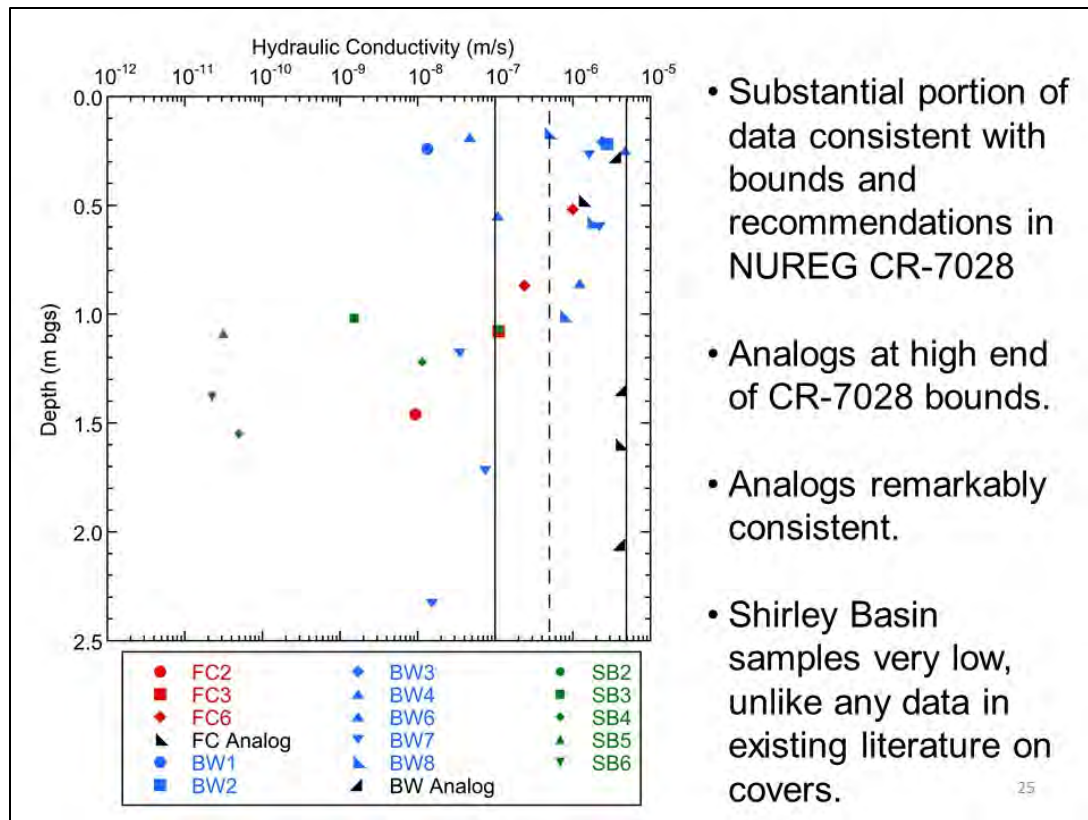 Hydraulic Conductivity (m/s)
10-12 10-11 10-10 10-9 10-8 10-7 10-6 10-5
0.0
0.5
1.0
1.5
2.0
2.5
Depth (m bgs)
FC2
FC3
FC6
FC Analog
BW1
BW2
BW3
BW4
BW6
BW7
BW8
BW Analog
SB2
SB3
SB4
SB5
SB6
• Substantial portion of
data consistent with
bounds and
recommendations in
NUREG CR-7028
• Analogs at high end
of CR-7028 bounds.
• Analogs remarkably
consistent.
• Shirley Basin
samples very low,
unlike any data in
existing literature on
covers.
25